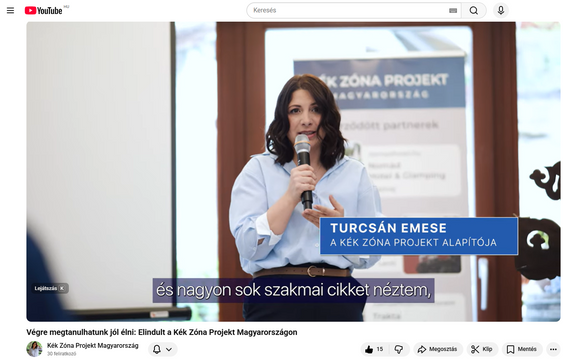 YouTube
HU
Keresés
KÉK ZÓNA PROJEKT
MAGYARORSZÁG
partnerek
TURCSÁN EMESE
A KÉK ZÓNA PROJEKT ALAPÍTÓJA
Lejátszás
és nagyon sok szakmai cikket néztem,
Végre megtanulhatunk jól élni: Elindult a Kék Zóna Projekt Magyarországon
Kék Zóna Projekt Magyarország
30 feliratkozó
15
Megosztás
Klip
Mentés